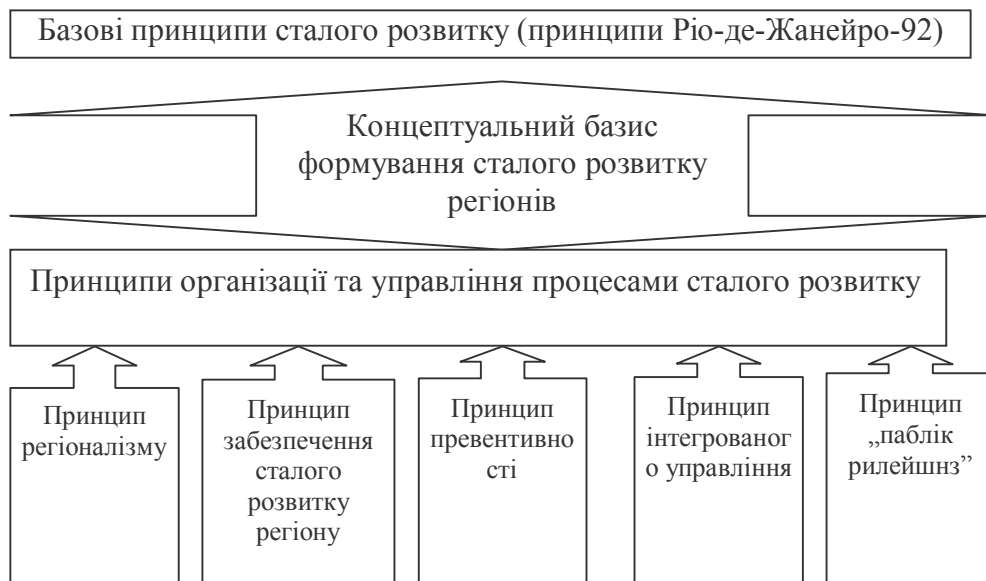 Базові принципи сталого розвитку (принципи Ріо-де-Жанейро-92)
Концептуальний базис
формування сталого розвитку
регіонів
Принципи організації та управління процесами сталого розвитку
Принцип
регіоналізму
Принцип
забезпечення
сталого
розвитку
регіону
Принцип
превентивно
сті
Принцип
інтегрованог
о управління
Принцип
„паблік
рилейшнз”